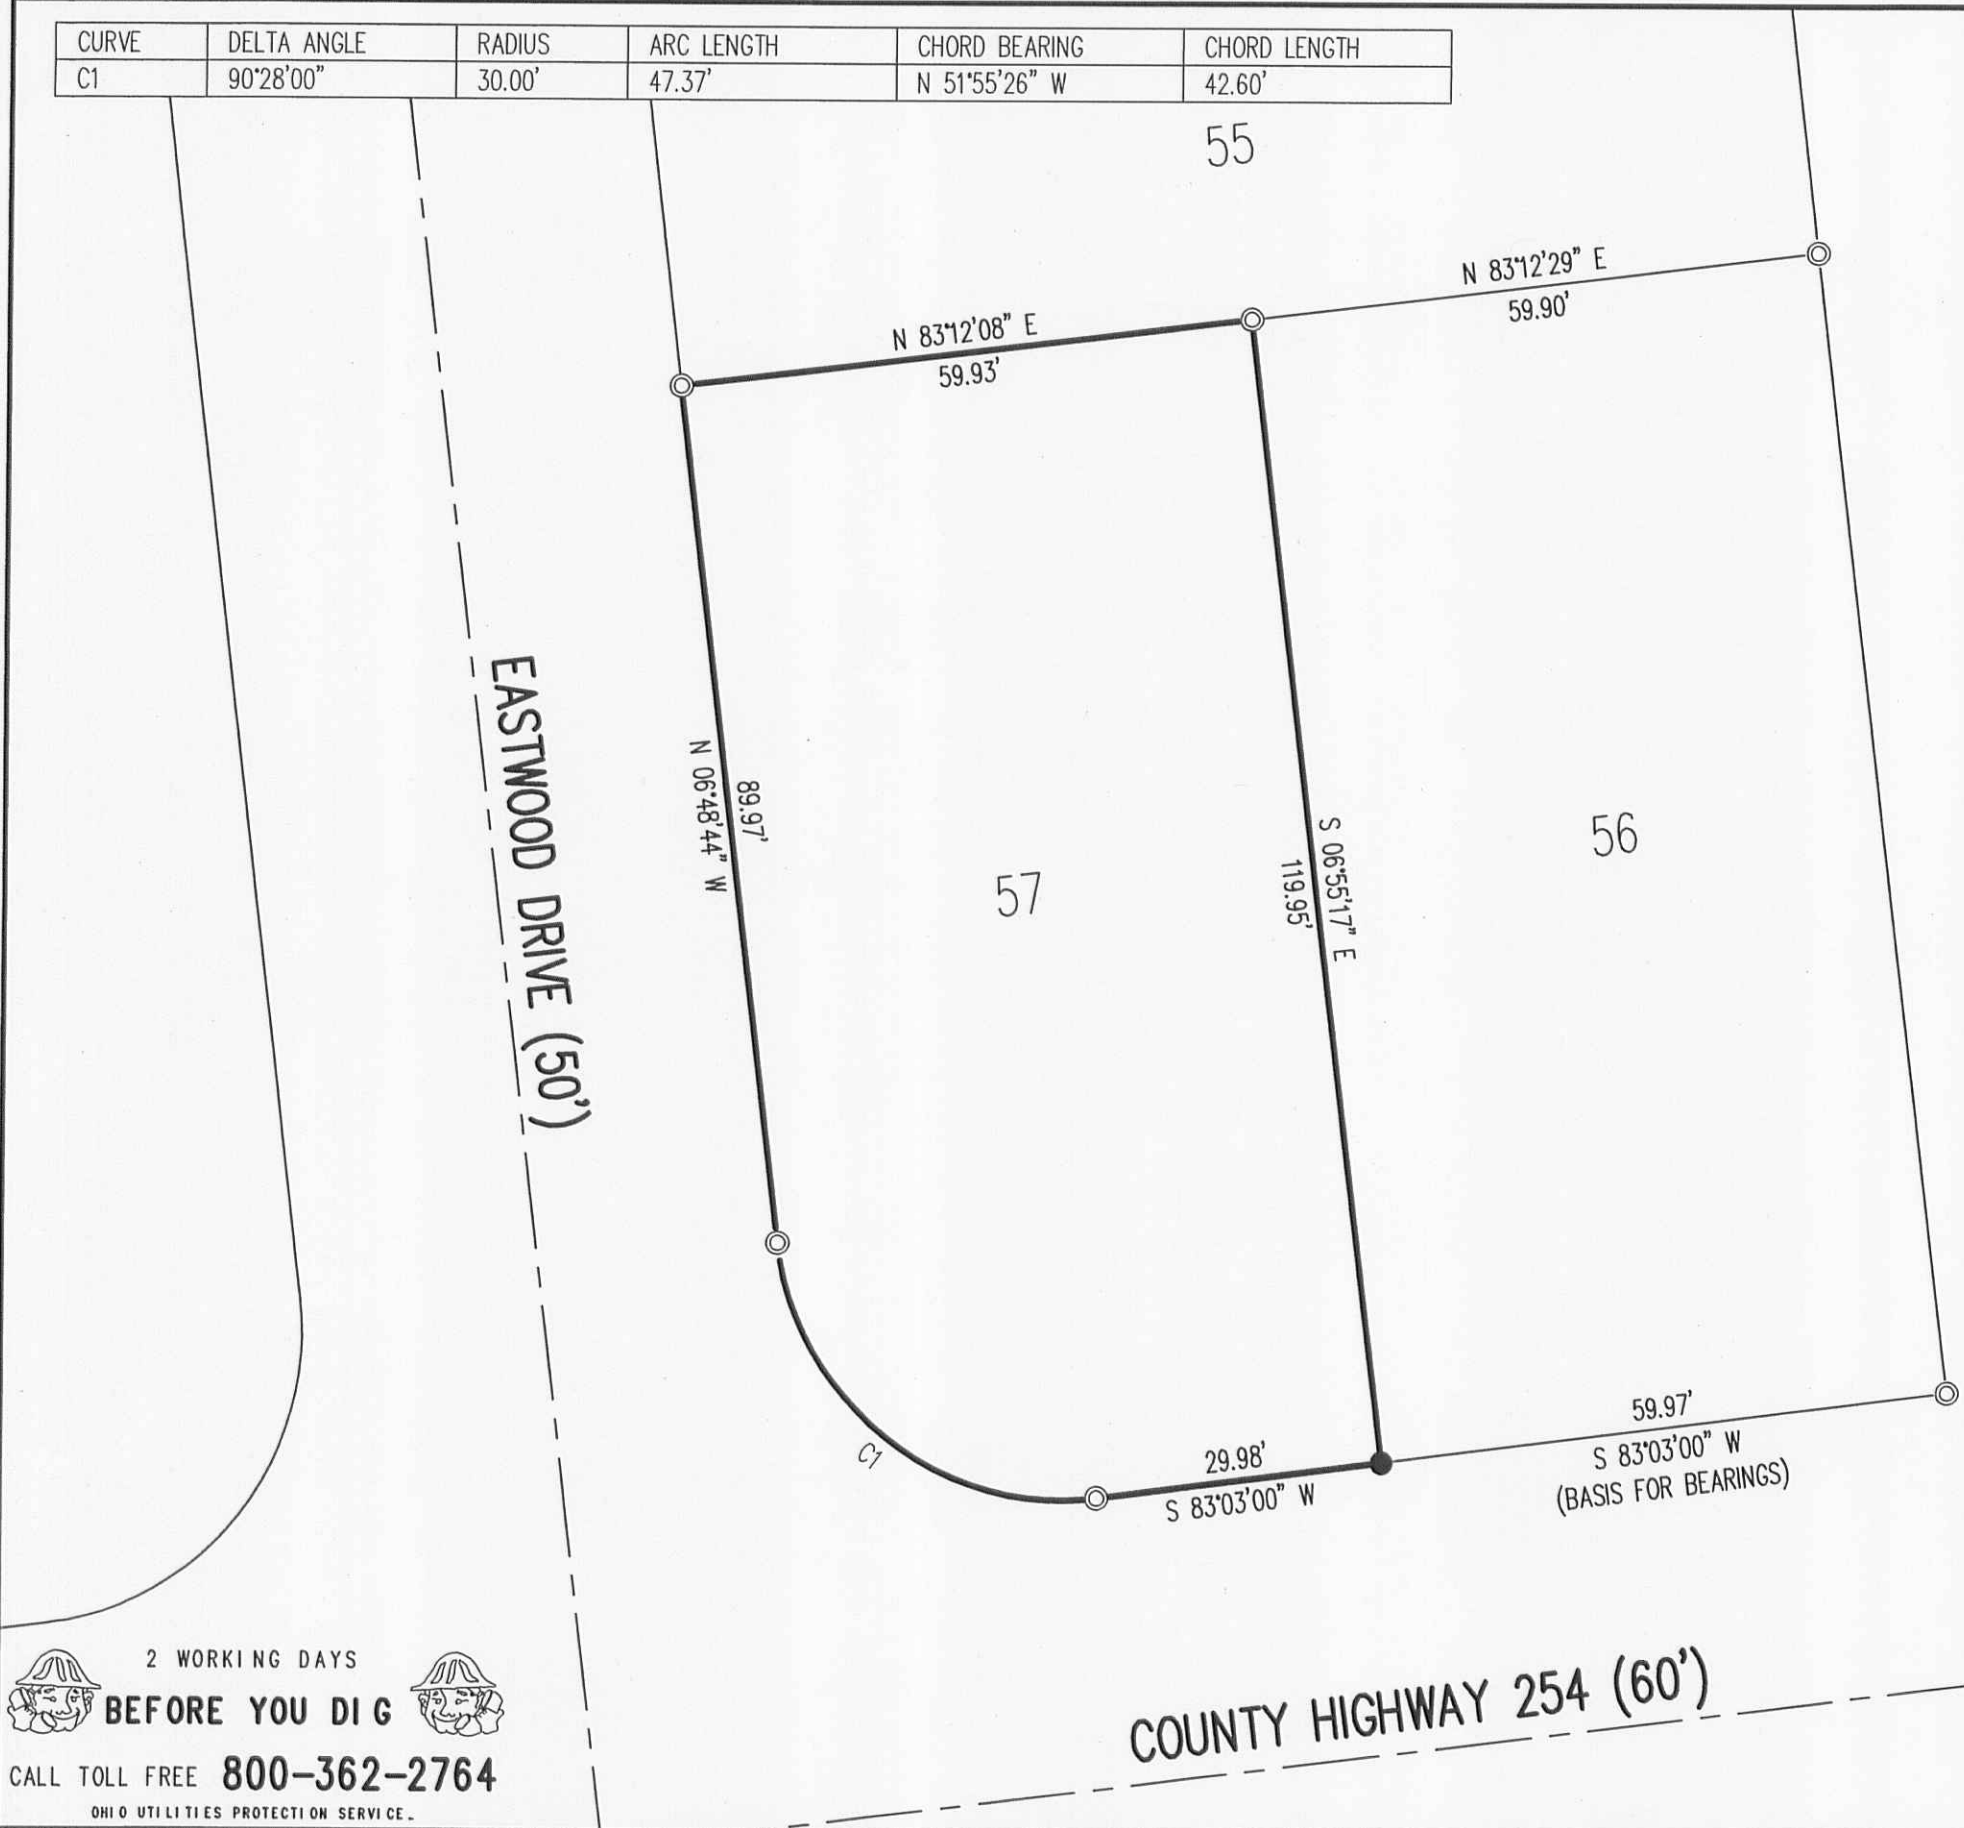 CURVE DELTA ANGLE RADIUS ARC LENGTH CHORD BEARING CHORD LENGTH
C1 90°28'00" 30.00' 47.37' N 51°55'26" W 42.60'
55
N 83°12'29" E
59.90'
N 83°12'08" E
59.93'
EASTWOOD DRIVE (50')
89.97'
N 06°48'44" W
57
S 06°55'17" E
119.95'
56
C1
29.98'
S 83°03'00" W
59.97'
S 83°03'00" W
(BASIS FOR BEARINGS)
COUNTY HIGHWAY 254 (60')
2 WORKING DAYS
BEFORE YOU DIG
CALL TOLL FREE 800-362-2764
OHIO UTILITIES PROTECTION SERVICE.